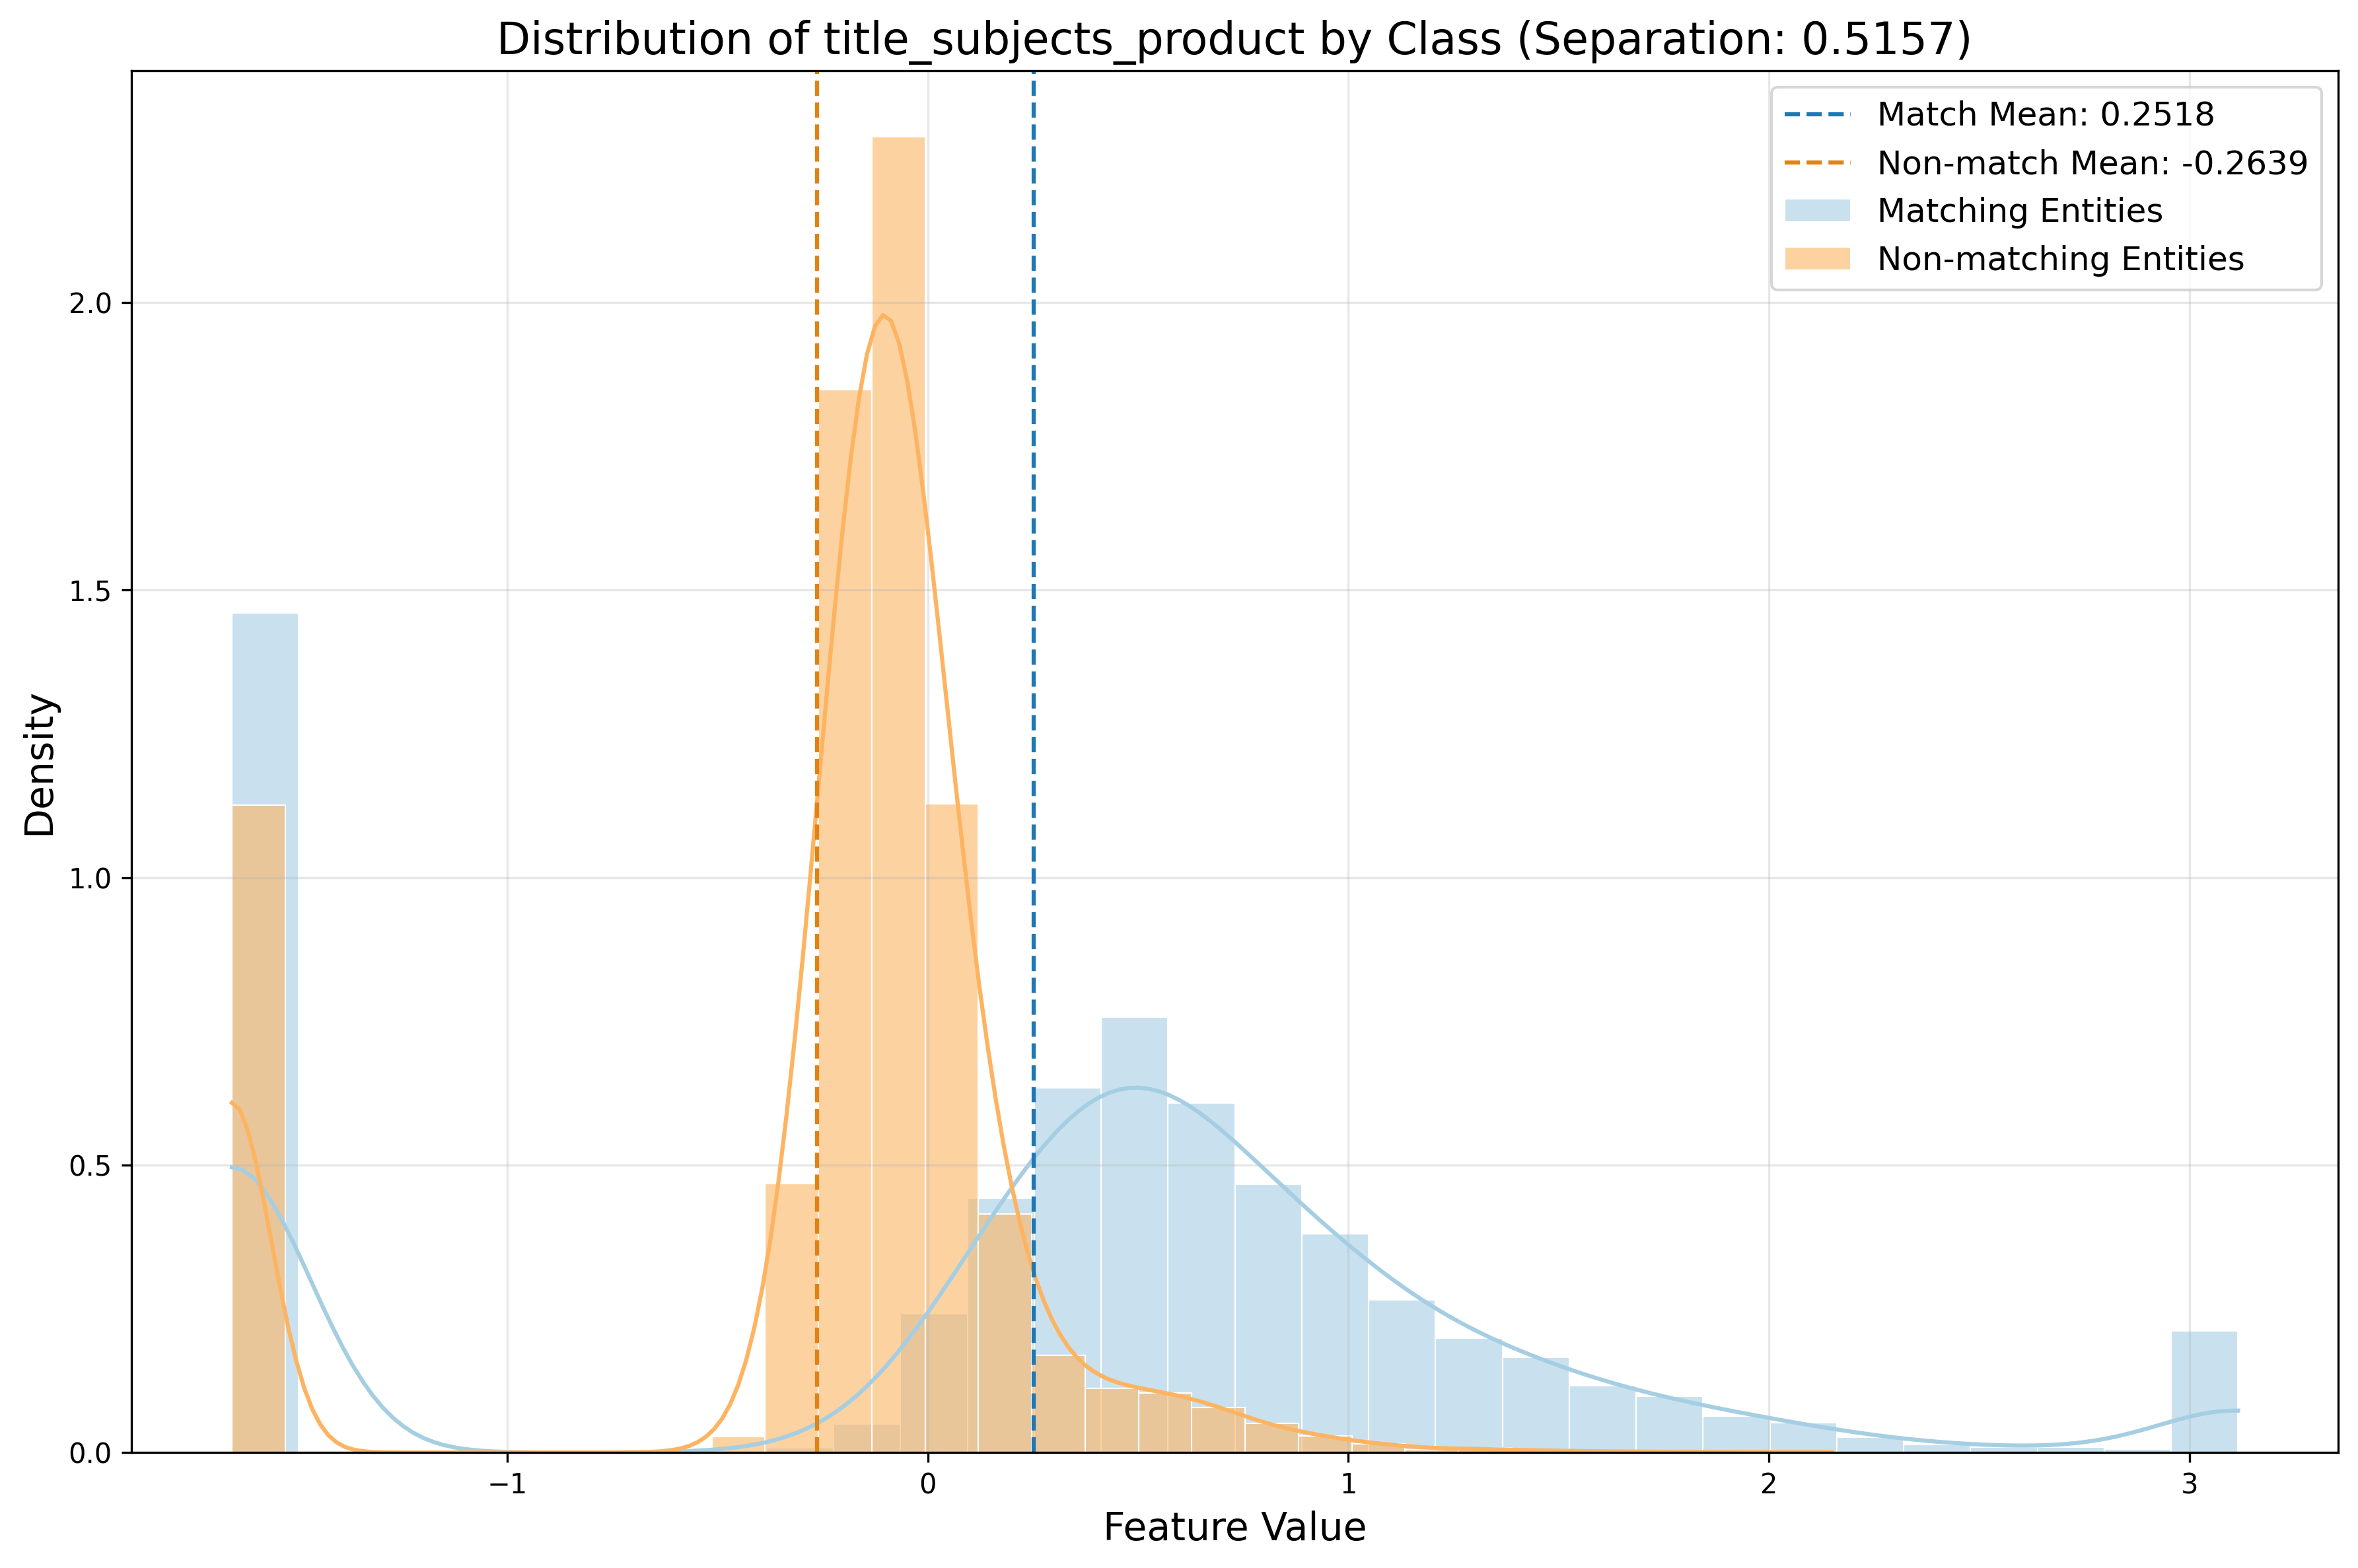 Distribution of title_subjects_product by Class (Separation: 0.5157)
Match Mean: 0.2518
Non-match Mean: -0.2639
Matching Entities
Non-matching Entities
Density
2.0
1.5
1.0
0.5
0.0
−1
0
1
2
3
Feature Value